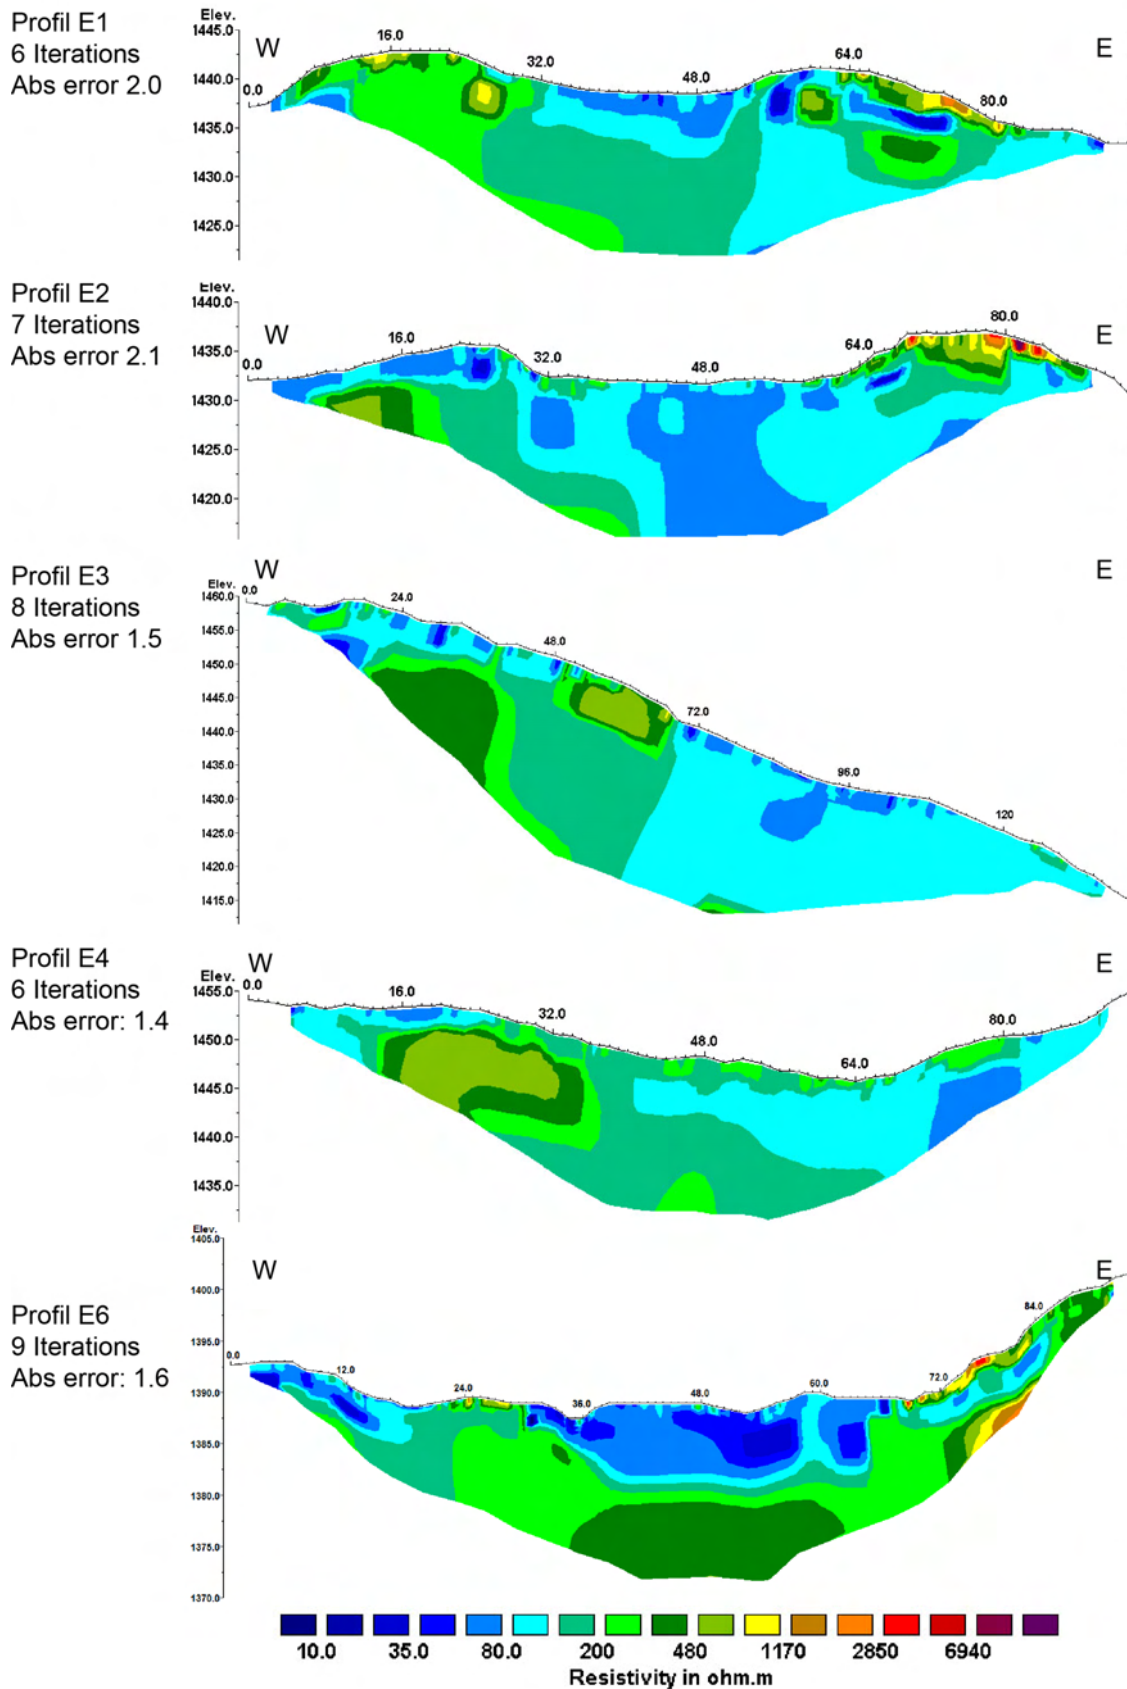 Profil E1
6 Iterations
Abs error 2.0
Elev.
1445.0
1440.0
1435.0
1430.0
1425.0
W
E
0.0
16.0
32.0
48.0
64.0
80.0
Profil E2
7 Iterations
Abs error 2.1
Elev.
1440.0
1435.0
1430.0
1425.0
1420.0
W
E
0.0
16.0
32.0
48.0
64.0
80.0
Profil E3
8 Iterations
Abs error 1.5
Elev.
1460.0
1455.0
1450.0
1445.0
1440.0
1435.0
1430.0
1425.0
1420.0
1415.0
W
E
0.0
24.0
48.0
72.0
96.0
120
Profil E4
6 Iterations
Abs error: 1.4
Elev.
1455.0
1450.0
1445.0
1440.0
1435.0
W
E
0.0
16.0
32.0
48.0
64.0
80.0
Profil E6
9 Iterations
Abs error: 1.6
Elev.
1405.0
1400.0
1395.0
1390.0
1385.0
1380.0
1375.0
1370.0
W
E
0.0
12.0
24.0
36.0
48.0
60.0
72.0
84.0
10.0 35.0 80.0 200 480 1170 2850 6940
Resistivity in ohm.m